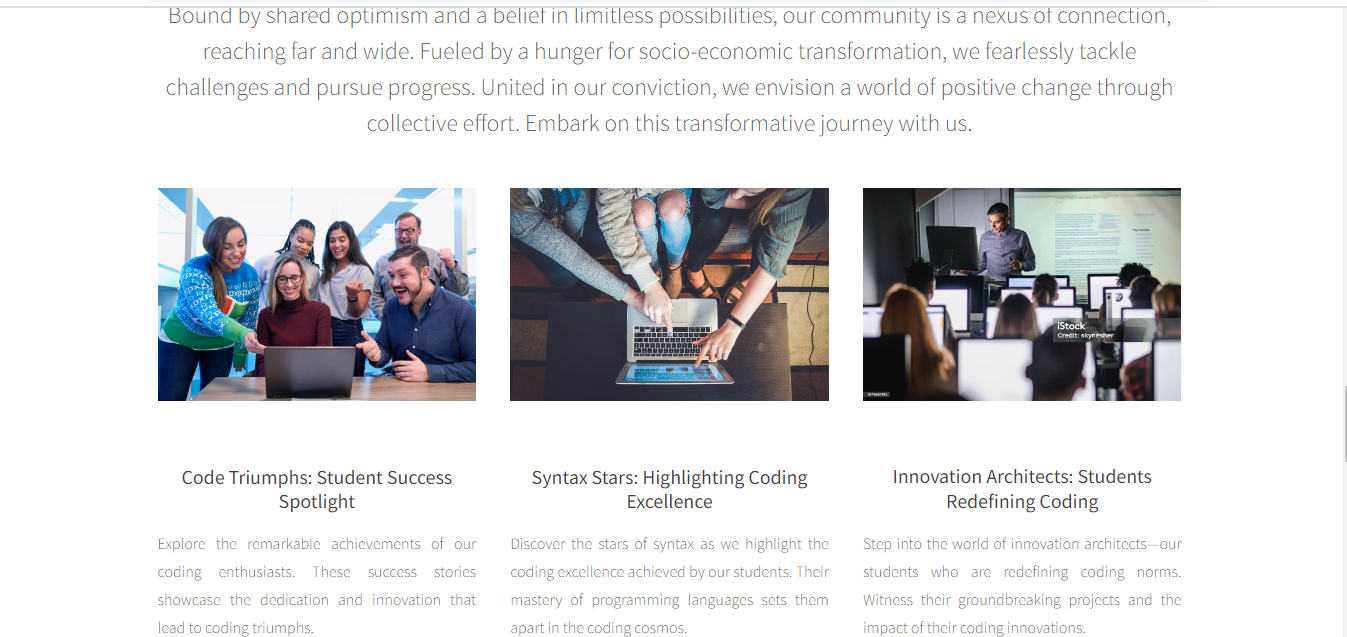 Bound by shared optimism and a belief in limitless possibilities, our community is a nexus of connection,
reaching far and wide. Fueled by a hunger for socio-economic transformation, we fearlessly tackle
challenges and pursue progress. United in our conviction, we envision a world of positive change through
collective effort. Embark on this transformative journey with us.
iStock
Credit: skynesher
Code Triumphs: Student Success
Spotlight
Explore the remarkable achievements of our
coding enthusiasts. These success stories
showcase the dedication and innovation that
lead to coding triumphs.
Syntax Stars: Highlighting Coding
Excellence
Discover the stars of syntax as we highlight the
coding excellence achieved by our students. Their
mastery of programming languages sets them
apart in the coding cosmos.
Innovation Architects: Students
Redefining Coding
Step into the world of innovation architects—our
students who are redefining coding norms.
Witness their groundbreaking projects and the
impact of their coding innovations.